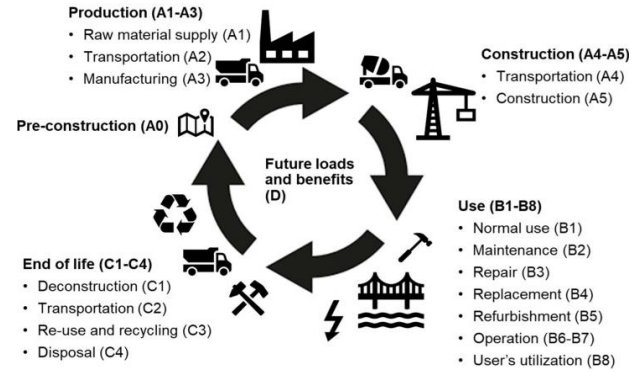 Production (A1-A3)
• Raw material supply (A1)
• Transportation (A2)
• Manufacturing (A3)
Construction (A4-A5)
• Transportation (A4)
• Construction (A5)
Pre-construction (A0)
Future loads
and benefits
(D)
Use (B1-B8)
• Normal use (B1)
• Maintenance (B2)
• Repair (B3)
• Replacement (B4)
• Refurbishment (B5)
• Operation (B6-B7)
• User's utilization (B8)
End of life (C1-C4)
• Deconstruction (C1)
• Transportation (C2)
• Re-use and recycling (C3)
• Disposal (C4)